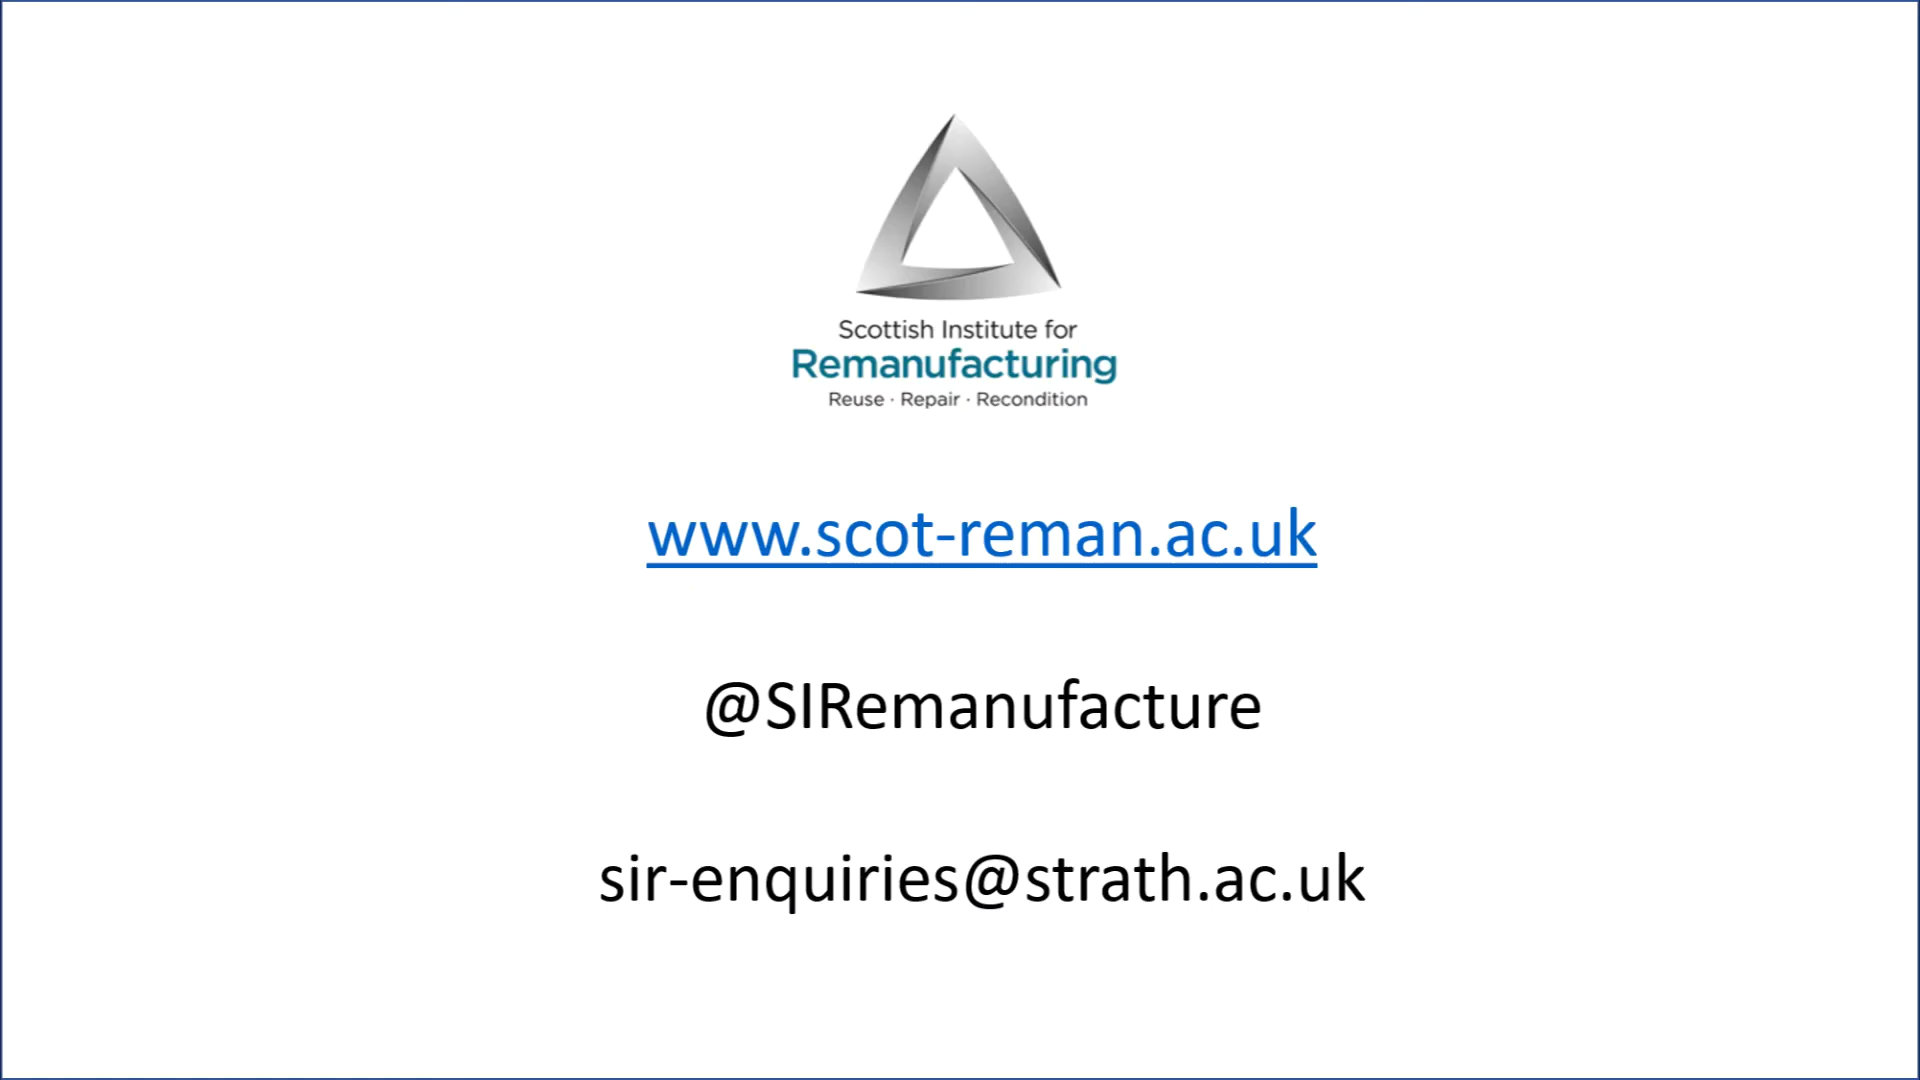 Scottish Institute for
Remanufacturing
Reuse · Repair · Recondition
www.scot-reman.ac.uk
@SIRemanufacture
sir-enquiries@strath.ac.uk